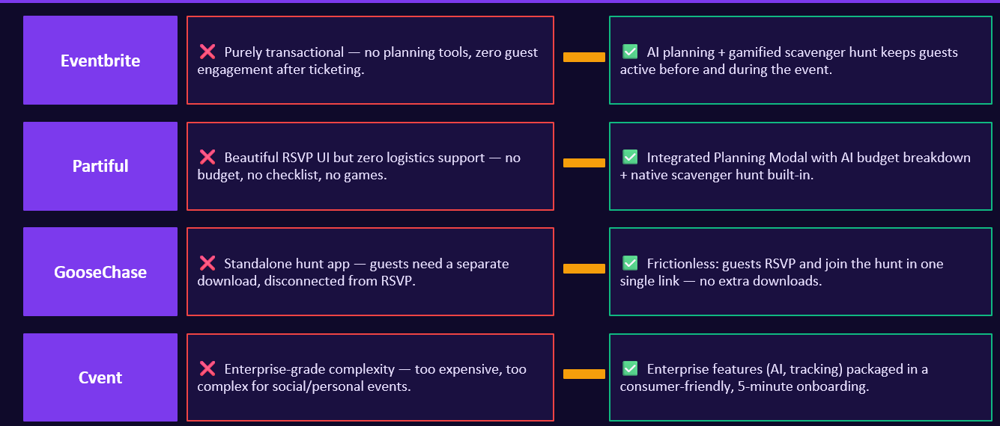 Eventbrite
❌ Purely transactional — no planning tools, zero guest
engagement after ticketing.
✅ AI planning + gamified scavenger hunt keeps guests
active before and during the event.
Partiful
❌ Beautiful RSVP UI but zero logistics support — no
budget, no checklist, no games.
✅ Integrated Planning Modal with AI budget breakdown
+ native scavenger hunt built-in.
GooseChase
❌ Standalone hunt app — guests need a separate
download, disconnected from RSVP.
✅ Frictionless: guests RSVP and join the hunt in one
single link — no extra downloads.
Cvent
❌ Enterprise-grade complexity — too expensive, too
complex for social/personal events.
✅ Enterprise features (AI, tracking) packaged in a
consumer-friendly, 5-minute onboarding.